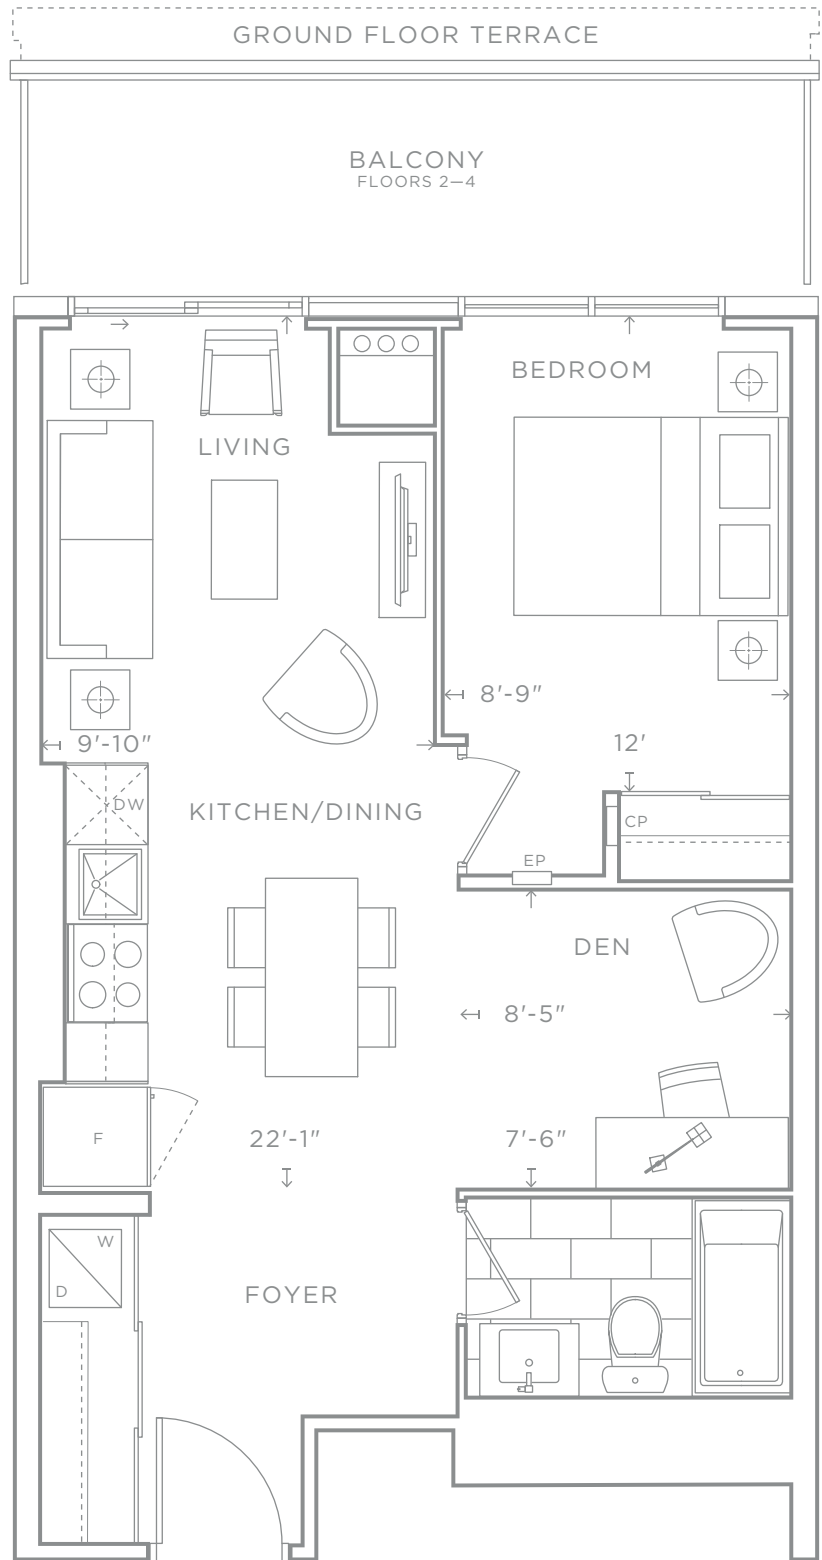 GROUND FLOOR TERRACE
BALCONY
FLOORS 2—4
BEDROOM
LIVING
8'-9"
9'-10"
12'
DW
KITCHEN/DINING
CP
EP
DEN
8'-5"
F
22'-1"
7'-6"
W
D
FOYER